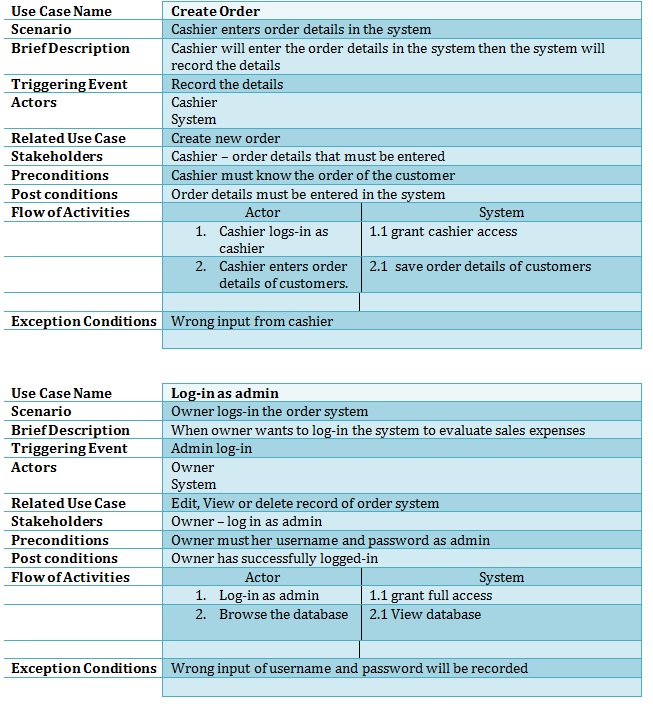 Use Case Name Create Order
Scenario Cashier enters order details in the system
Brief Description Cashier will enter the order details in the system then the system will
record the details
Triggering Event Record the details
Actors Cashier
System
Related Use Case Create new order
Stakeholders Cashier – order details that must be entered
Preconditions Cashier must know the order of the customer
Post conditions Order details must be entered in the system
Flow of Activities Actor System
1. Cashier logs-in as 1.1 grant cashier access
cashier
2. Cashier enters order 2.1 save order details of customers
details of customers.
Exception Conditions Wrong input from cashier
Use Case Name Log-in as admin
Scenario Owner logs-in the order system
Brief Description When owner wants to log-in the system to evaluate sales expenses
Triggering Event Admin log-in
Actors Owner
System
Related Use Case Edit, View or delete record of order system
Stakeholders Owner – log in as admin
Preconditions Owner must her username and password as admin
Post conditions Owner has successfully logged-in
Flow of Activities Actor System
1. Log-in as admin 1.1 grant full access
2. Browse the database 2.1 View database
Exception Conditions Wrong input of username and password will be recorded